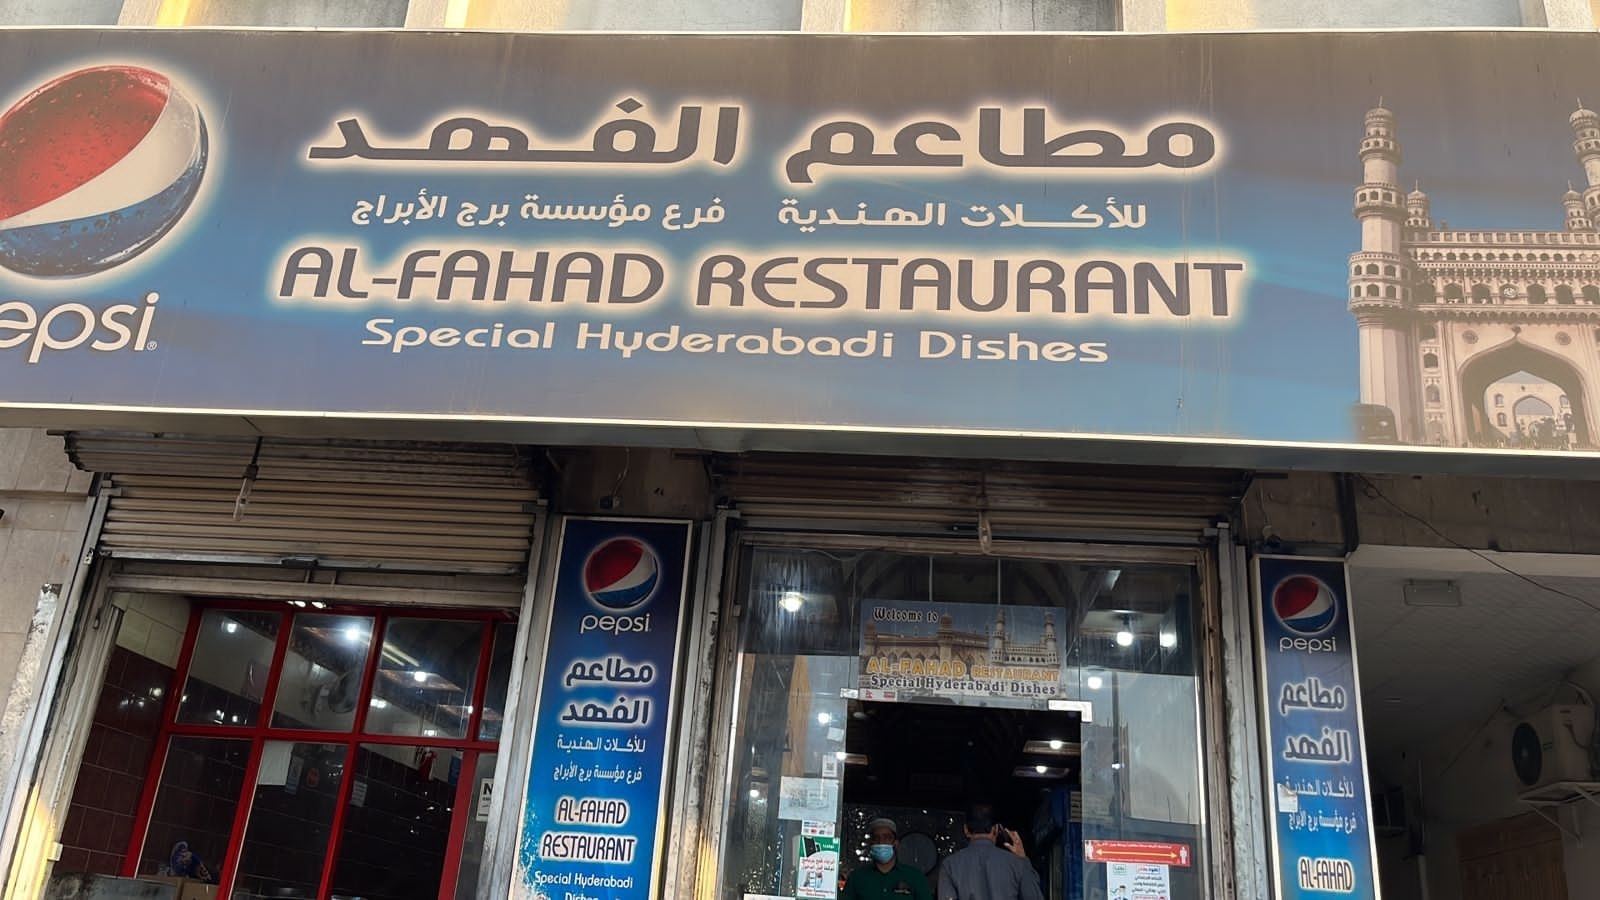 مطاعم الفهد
للأكلات الهندية فرع مؤسسة برج الأبراج
AL-FAHAD RESTAURANT
Special Hyderabadi Dishes
epsi
pepsi
مطاعم
الفهد
للأكلات الهندية
فرع مؤسسة برج الأبراج
AL-FAHAD
RESTAURANT
Special Hyderabadi
Dishes
Welcome to
AL-FAHAD RESTAURANT
Special Hyderabadi Dishes
pepsi
مطاعم
الفهد
للأكلات الهندية
فرع مؤسسة برج الأبراج
AL-FAHAD